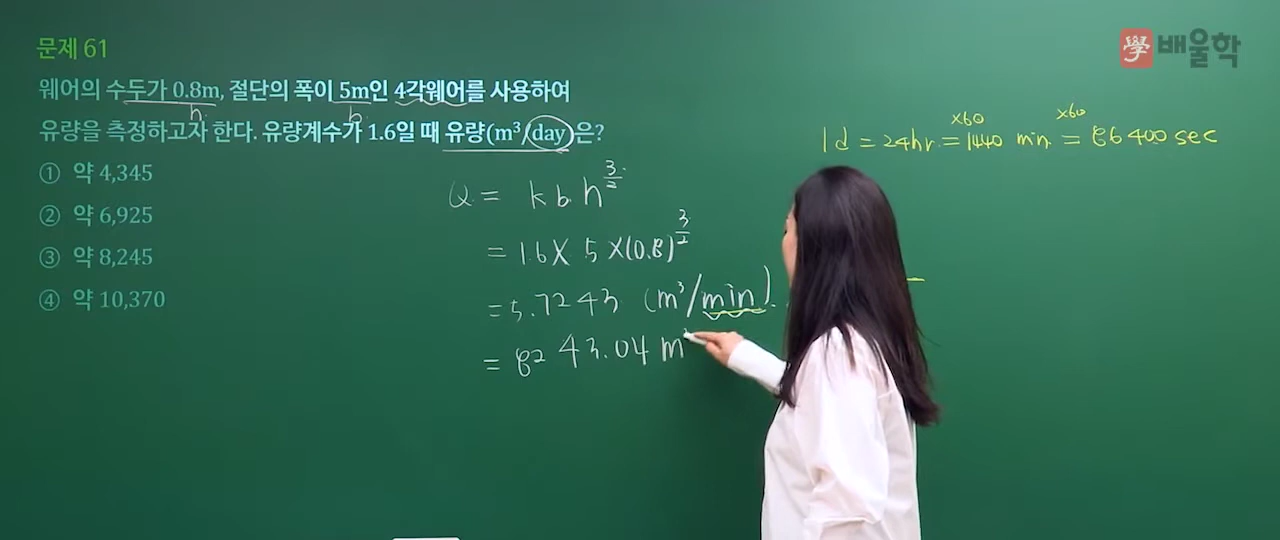 學 배울학
문제 61
웨어의 수두가 0.8m, 절단의 폭이 5m인 4각웨어를 사용하여
h b
유량을 측정하고자 한다. 유량계수가 1.6일 때 유량(m³/day)은?
① 약 4,345
② 약 6,925
③ 약 8,245
④ 약 10,370
×60 ×60
1d = 24hr = 1440 min = 86400 sec
Q = k b h^(3/2)
= 1.6 × 5 × (0.8)^(3/2)
= 5.7243 (m³/min)
= 8243.04 m³